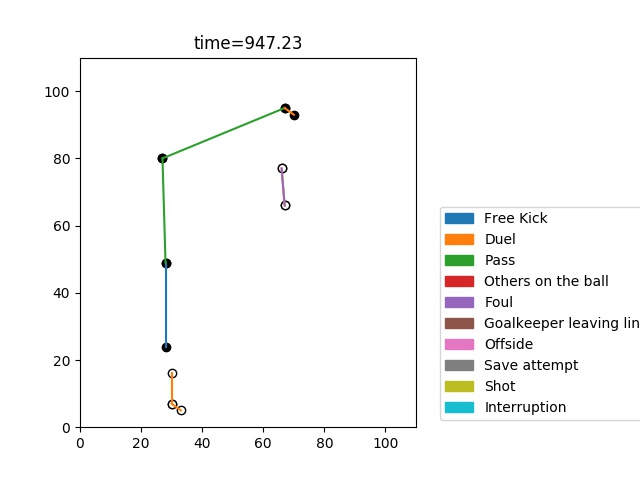 time=947.23
100
80
60
40
20
0
0 20 40 60 80 100
Free Kick
Duel
Pass
Others on the ball
Foul
Goalkeeper leaving lin
Offside
Save attempt
Shot
Interruption